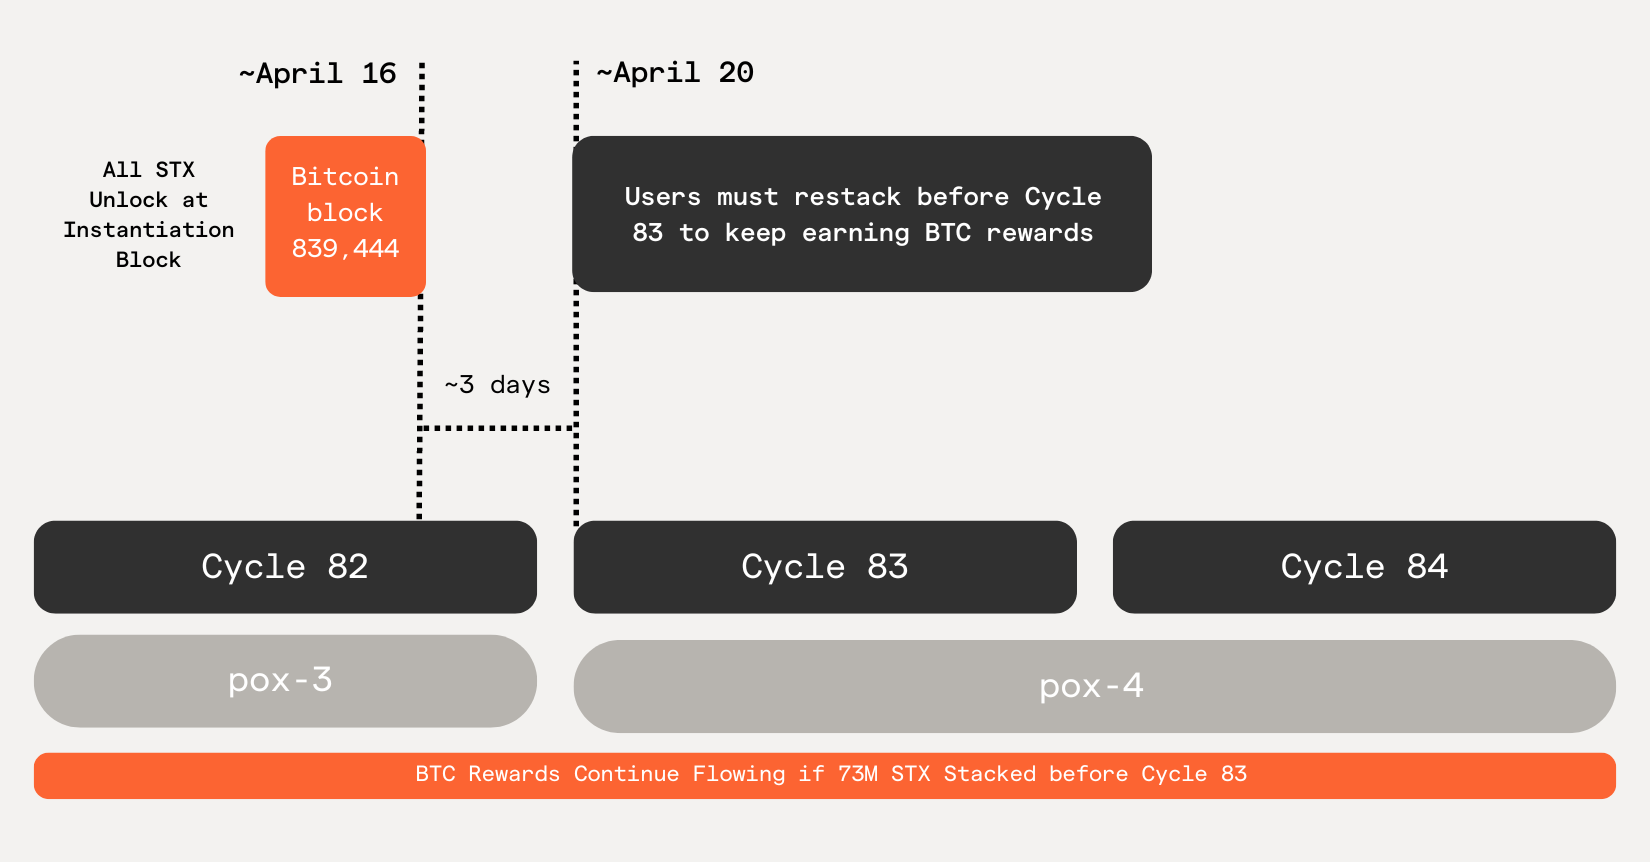 ~April 16
~April 20
All STX
Unlock at
Instantiation
Block
Bitcoin
block
839,444
Users must restack before Cycle
83 to keep earning BTC rewards
~3 days
Cycle 82
Cycle 83
Cycle 84
pox-3
pox-4
BTC Rewards Continue Flowing if 73M STX Stacked before Cycle 83